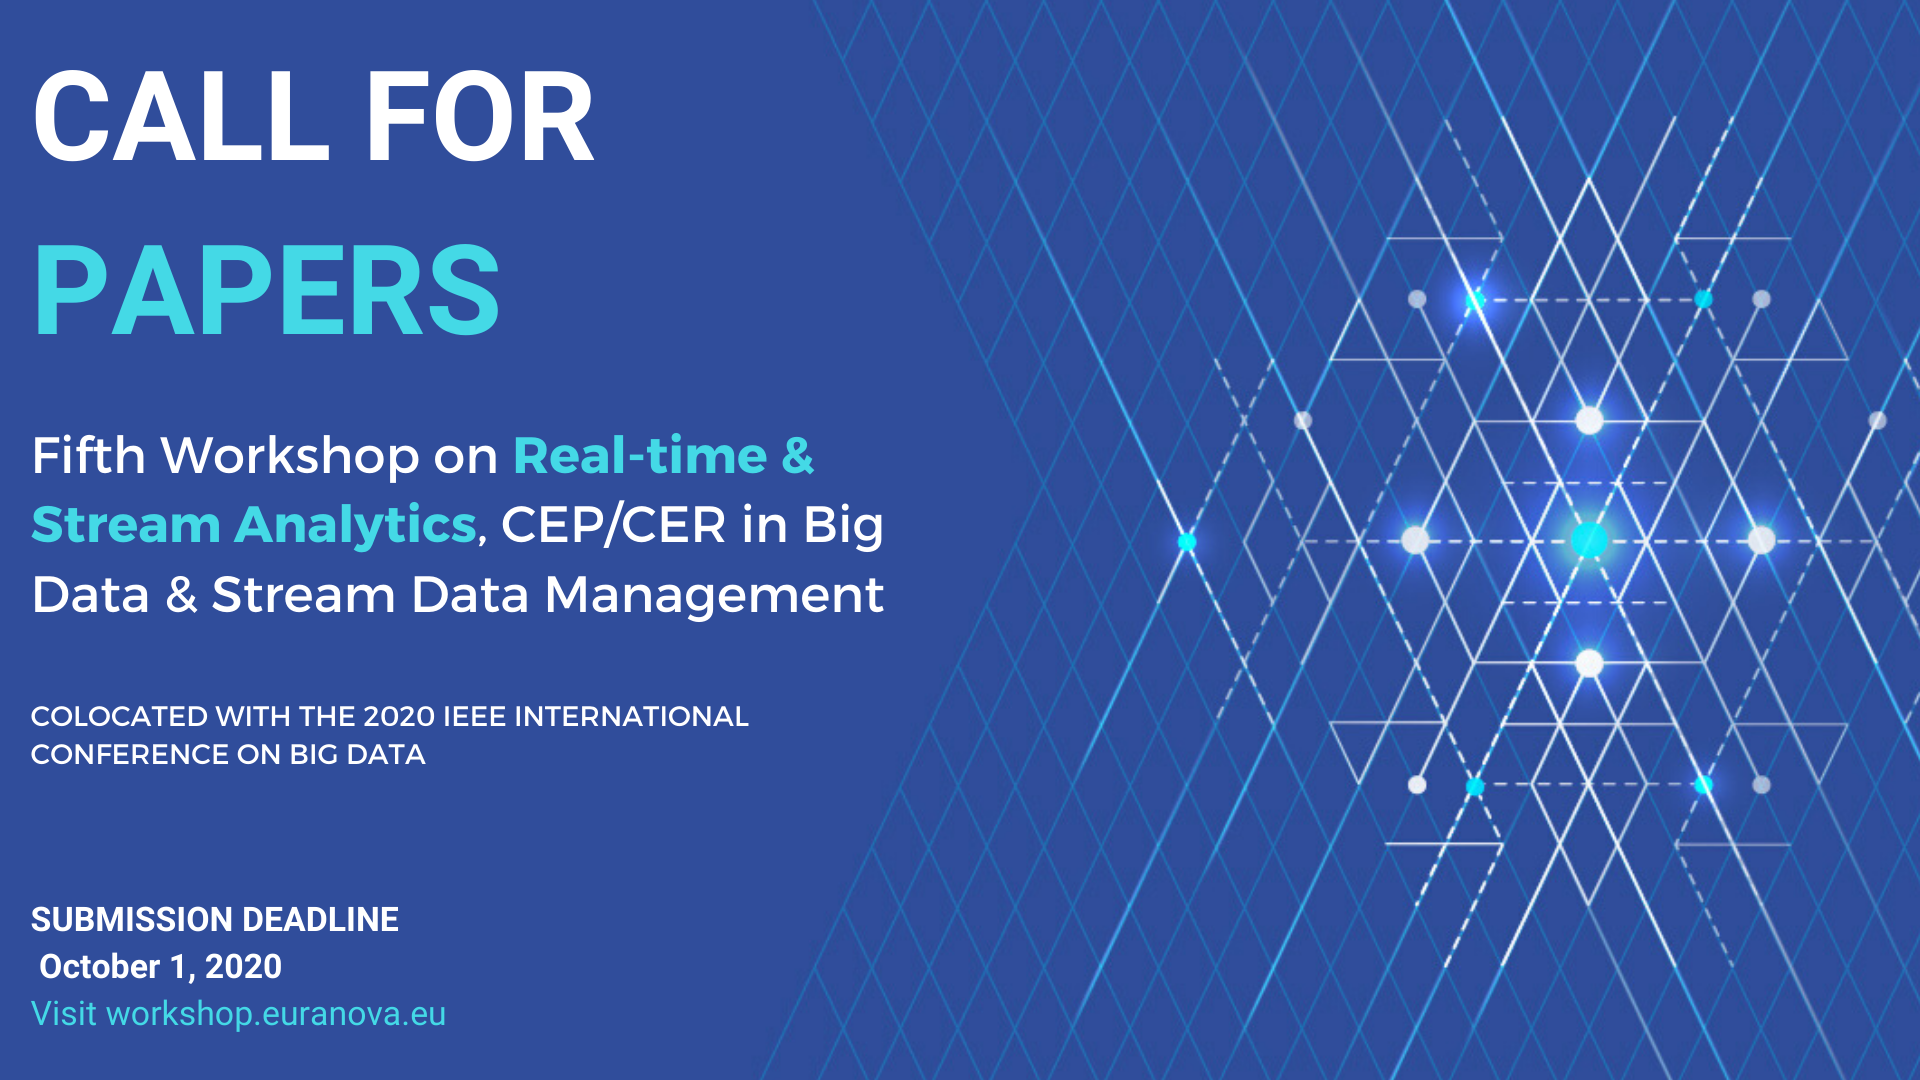 CALL FOR
PAPERS
Fifth Workshop on Real-time &
Stream Analytics, CEP/CER in Big
Data & Stream Data Management
COLOCATED WITH THE 2020 IEEE INTERNATIONAL
CONFERENCE ON BIG DATA
SUBMISSION DEADLINE
October 1, 2020
Visit workshop.euranova.eu